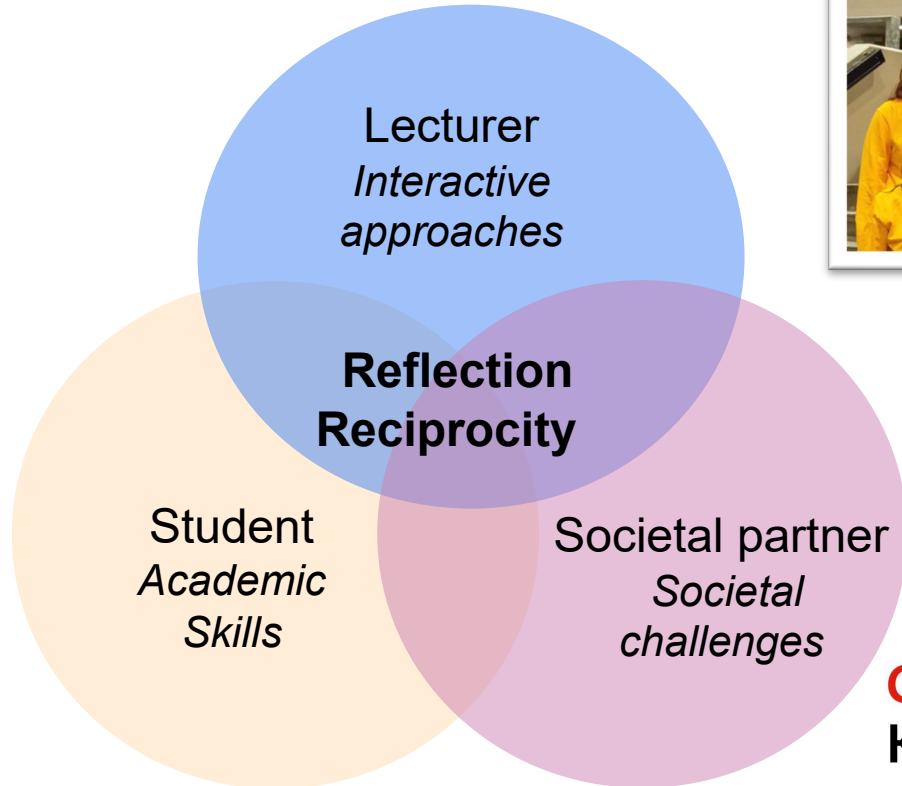 Lecturer
Interactive
approaches
Reflection
Reciprocity
Student
Academic
Skills
Societal partner
Societal
challenges